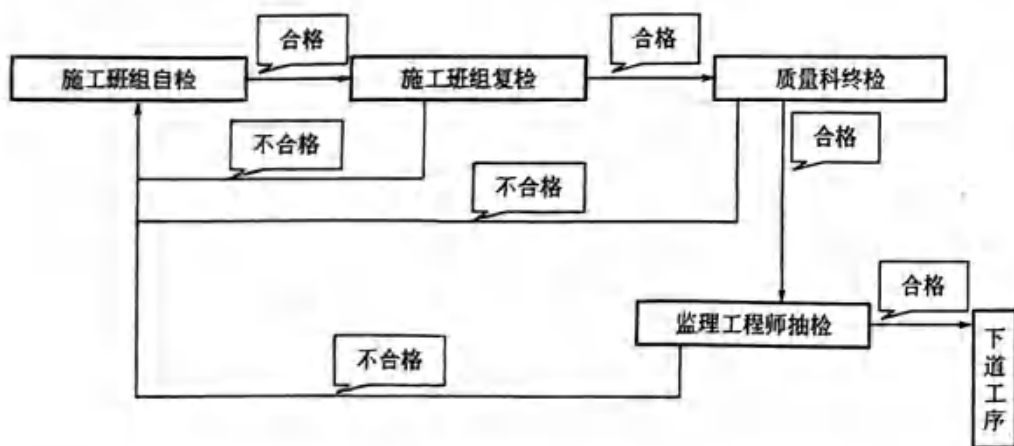 合格
合格
施工班组自检
施工班组复检
质量科终检
合格
不合格
不合格
合格
监理工程师抽检
不合格
下道工序